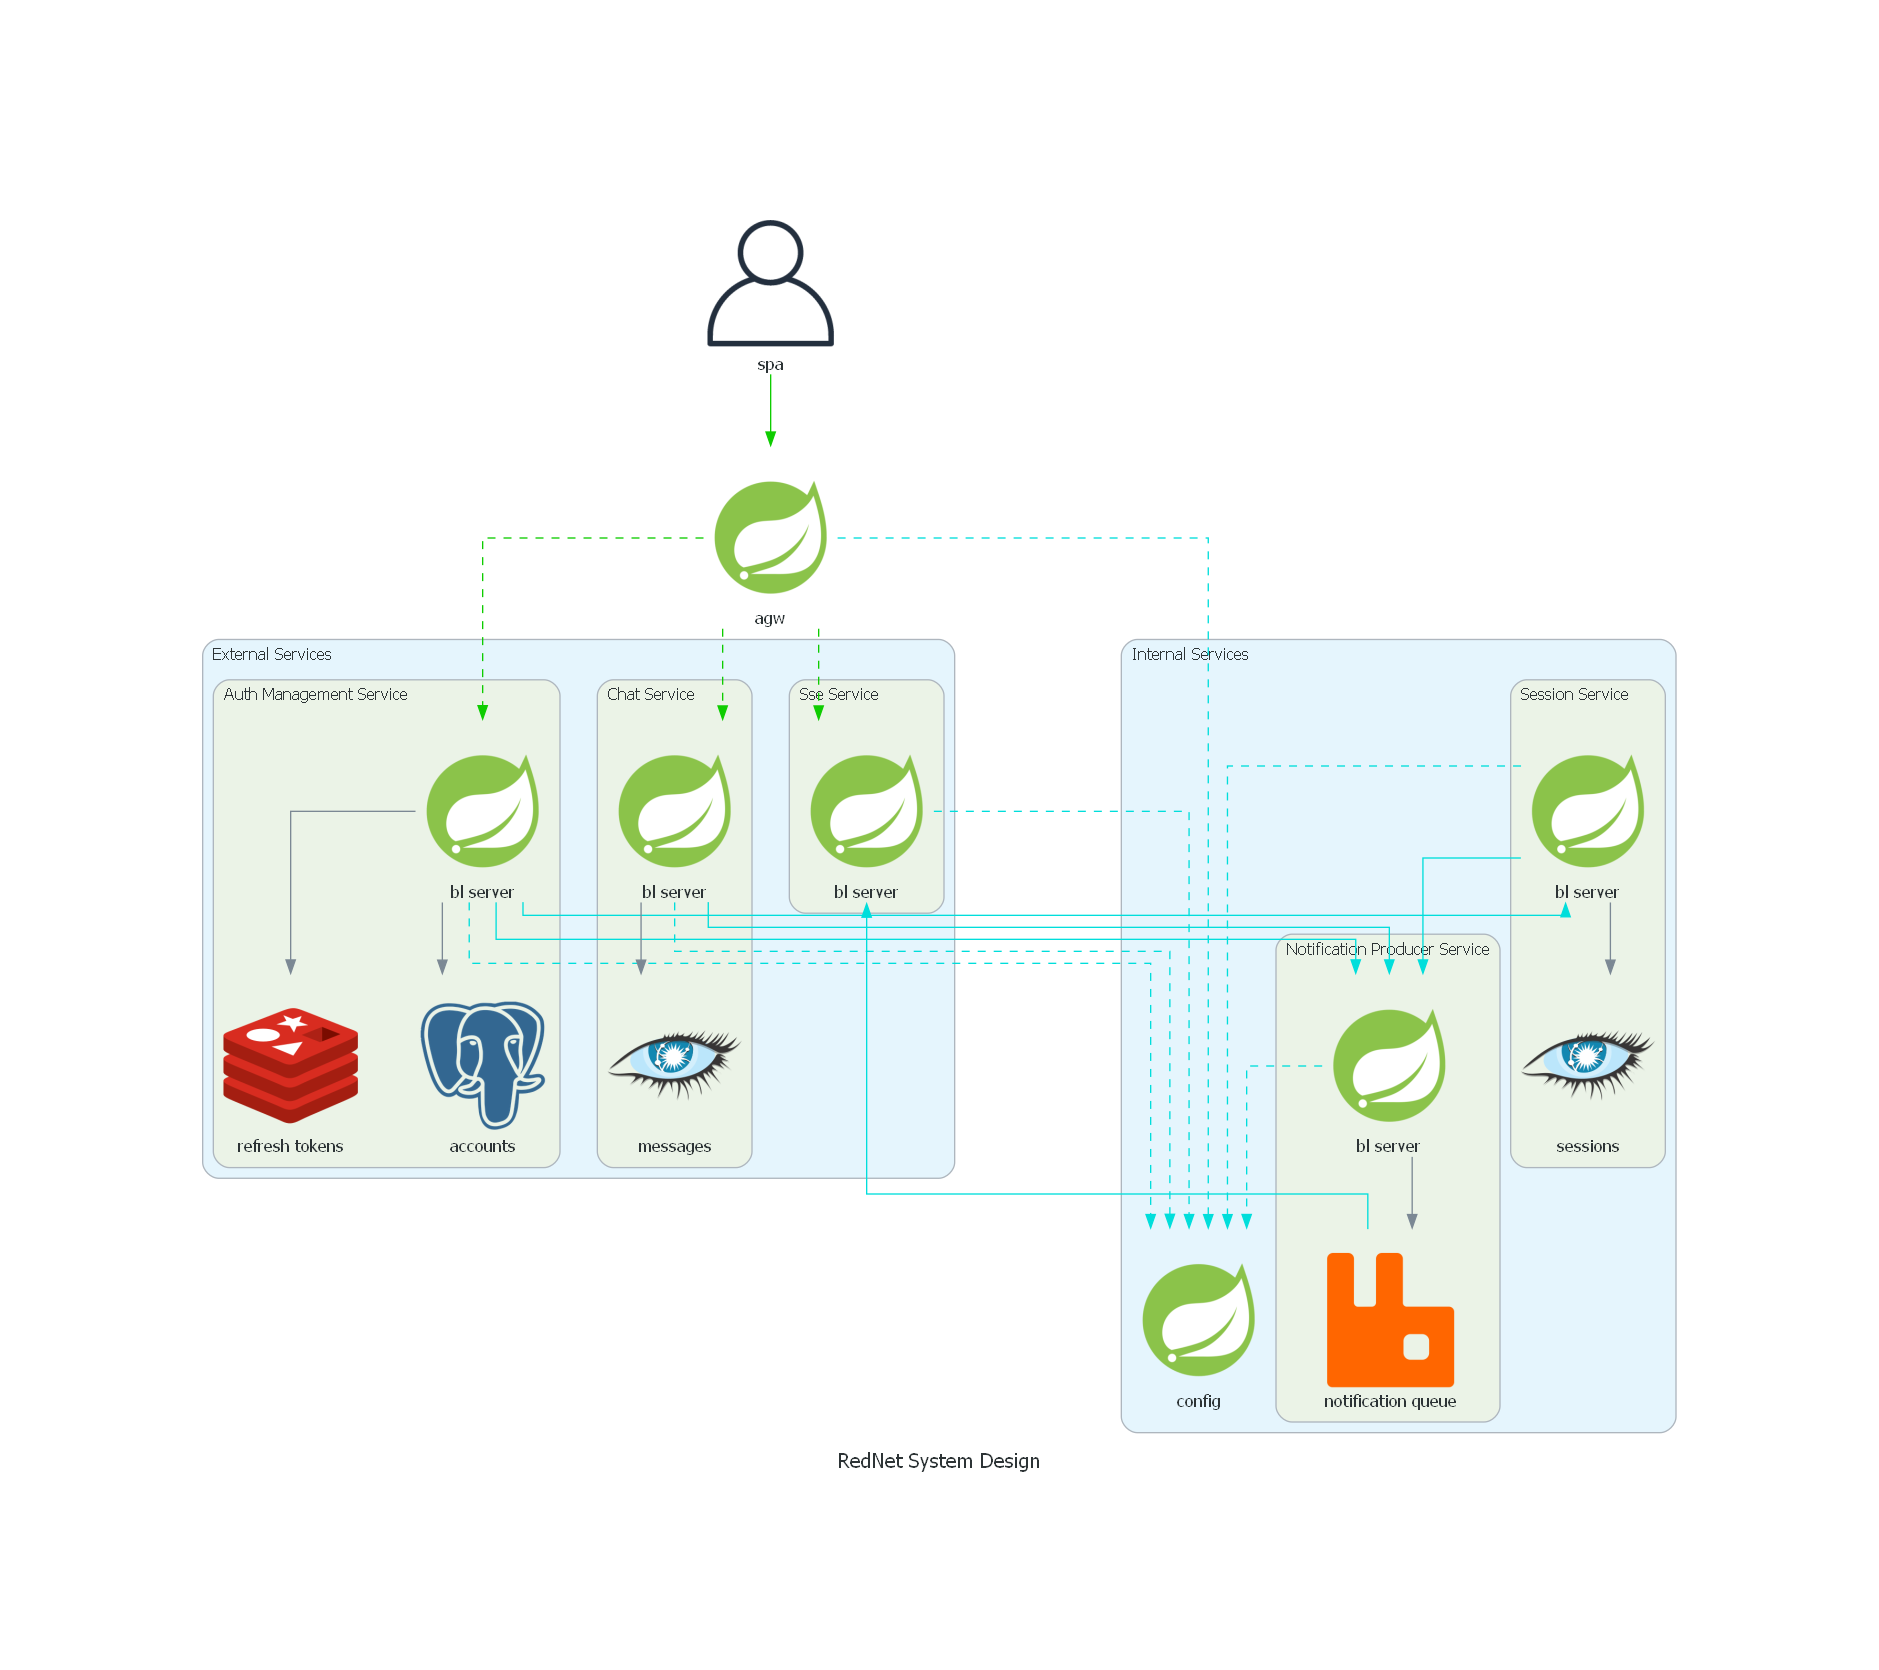 spa
agw
External Services
Auth Management Service
Chat Service
Sse Service
bl server
bl server
bl server
refresh tokens
accounts
messages
Internal Services
Session Service
bl server
Notification Producer Service
bl server
sessions
config
notification queue
RedNet System Design